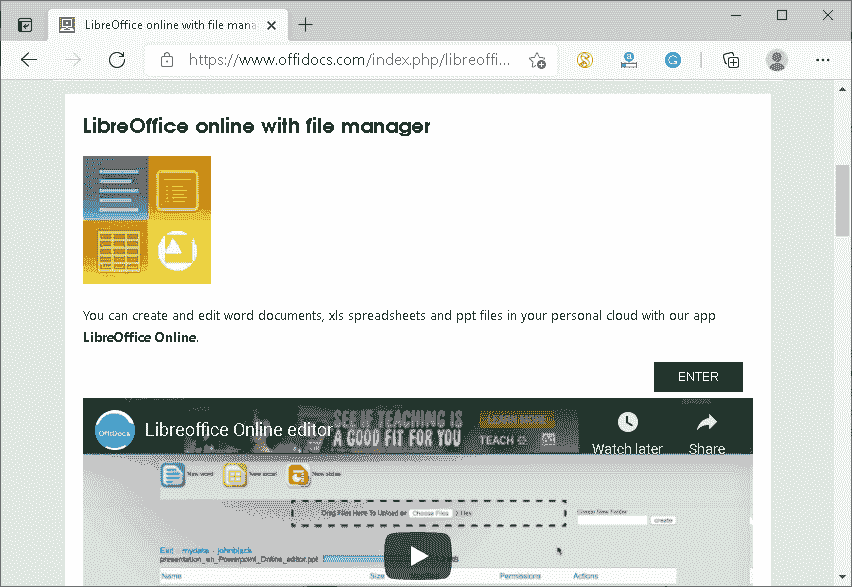 LibreOffice online with file mana
https://www.offidocs.com/index.php/libreoffi...
LibreOffice online with file manager
You can create and edit word documents, xls spreadsheets and ppt files in your personal cloud with our app
LibreOffice Online.
ENTER
OffiDocs
Libreoffice Online editor
SEE IF TEACHING IS
A GOOD FIT FOR YOU
TEACH
Watch later
Share
New word
New excel
New slides
Drag Files Here To Upload or Choose Files
Create New Folder
create
Exit - mydata - johnblack
presentation_en_Powerpoint_Online_editor.ppt
Name Size Permissions Actions